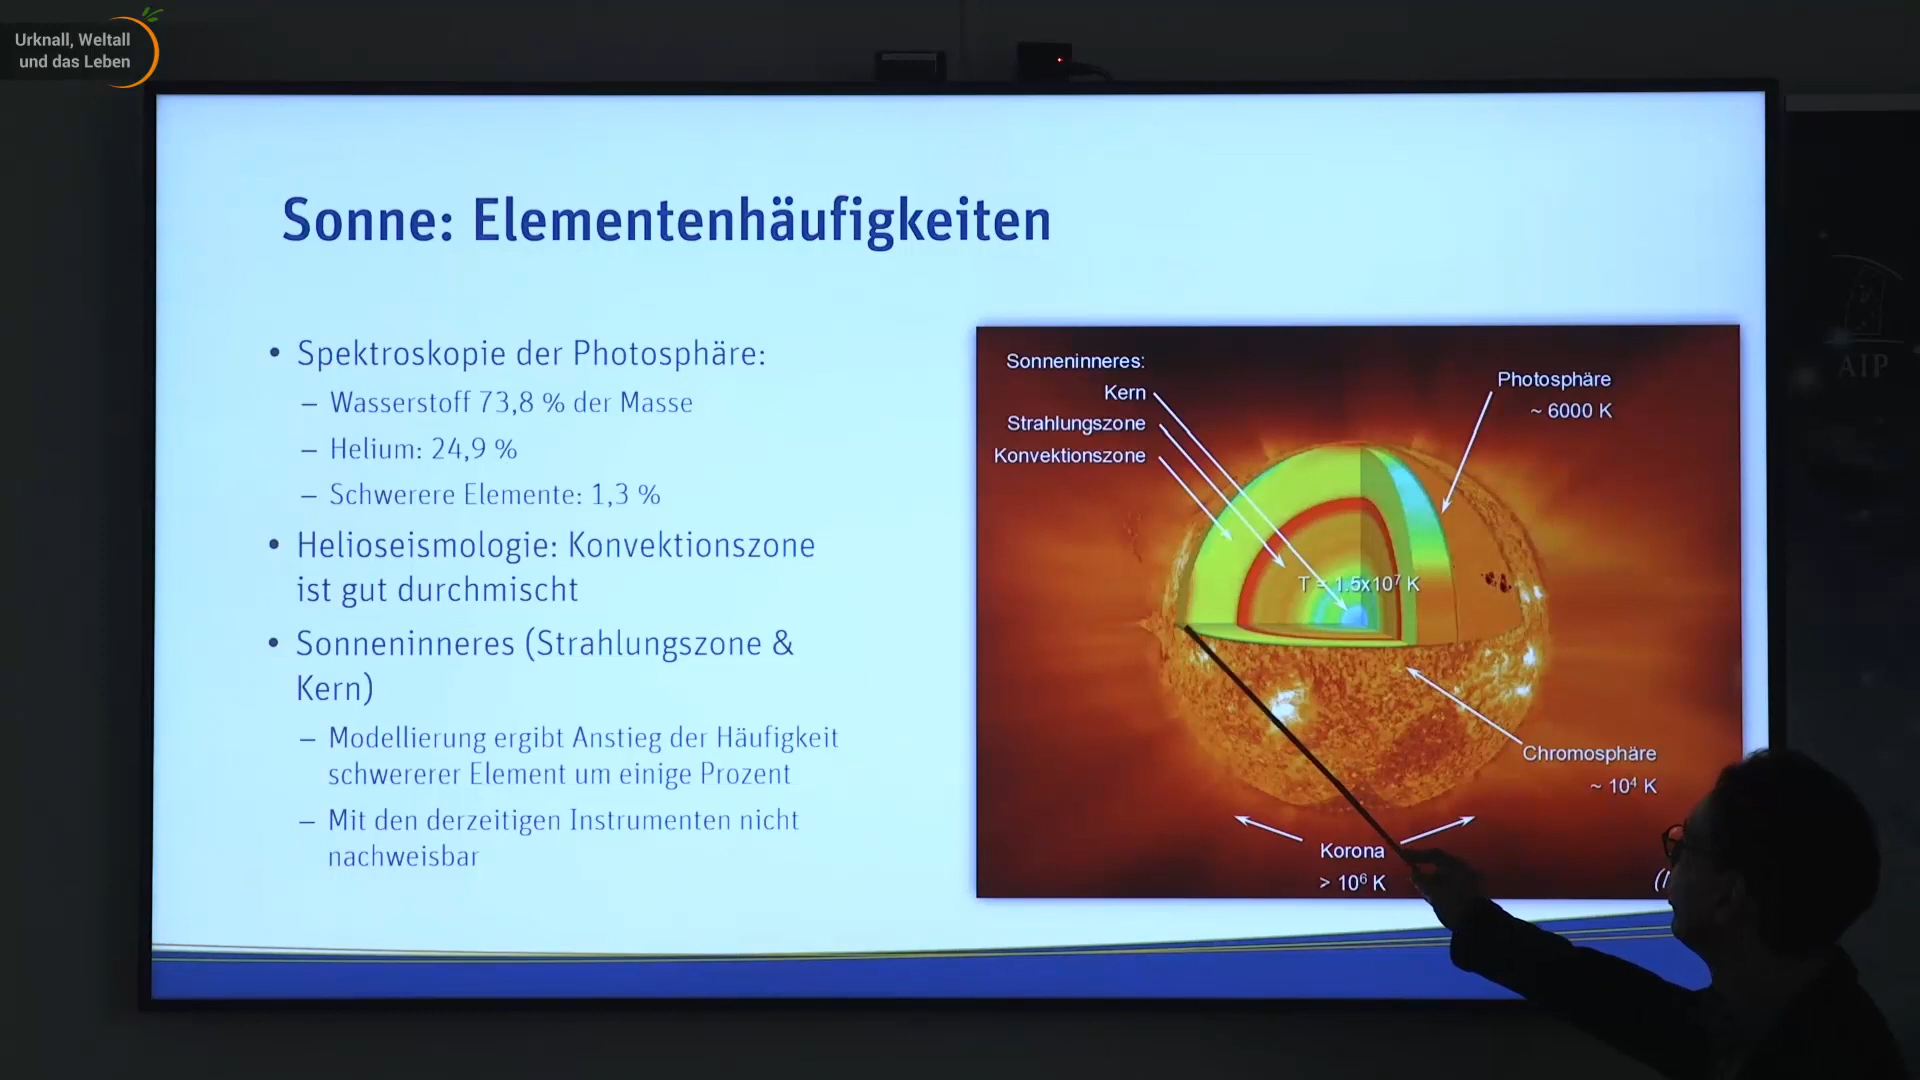 Urknall, Weltall
und das Leben
Sonne: Elementenhäufigkeiten
• Spektroskopie der Photosphäre:
– Wasserstoff 73,8 % der Masse
– Helium: 24,9 %
– Schwerere Elemente: 1,3 %
• Helioseismologie: Konvektionszone
ist gut durchmischt
• Sonneninneres (Strahlungszone &
Kern)
– Modellierung ergibt Anstieg der Häufigkeit
schwererer Element um einige Prozent
– Mit den derzeitigen Instrumenten nicht
nachweisbar
Sonneninneres:
Kern
Strahlungszone
Konvektionszone
Photosphäre
~ 6000 K
T = 1.5x10⁷ K
Chromosphäre
~ 10⁴ K
Korona
> 10⁶ K
AIP